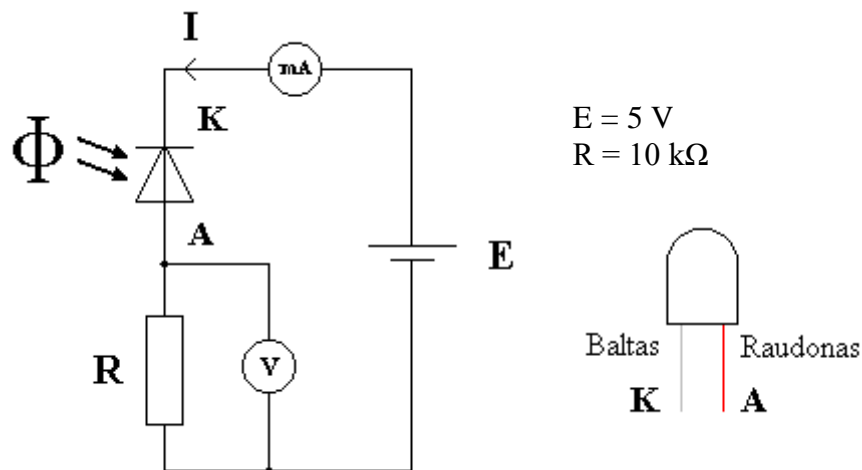 I
mA
K
Φ
E = 5 V
R = 10 kΩ
A
E
R
V
Baltas
Raudonas
K
A